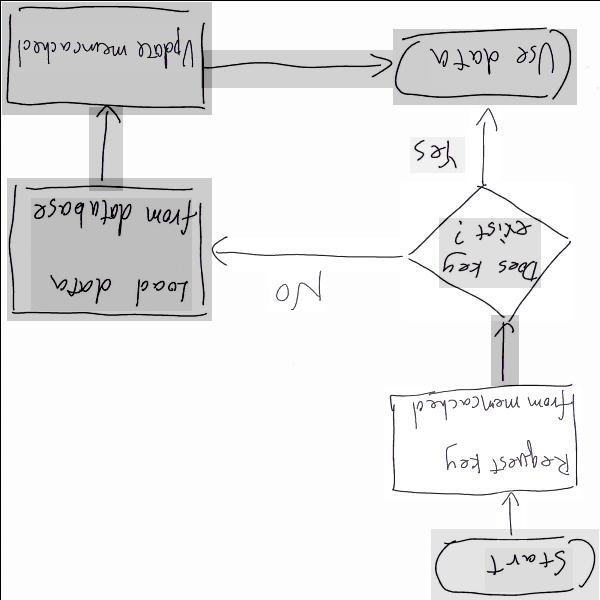 Start
Request key
from memcached
Does key
exist?
No
Yes
Load data
from database
Update memcached
Use data